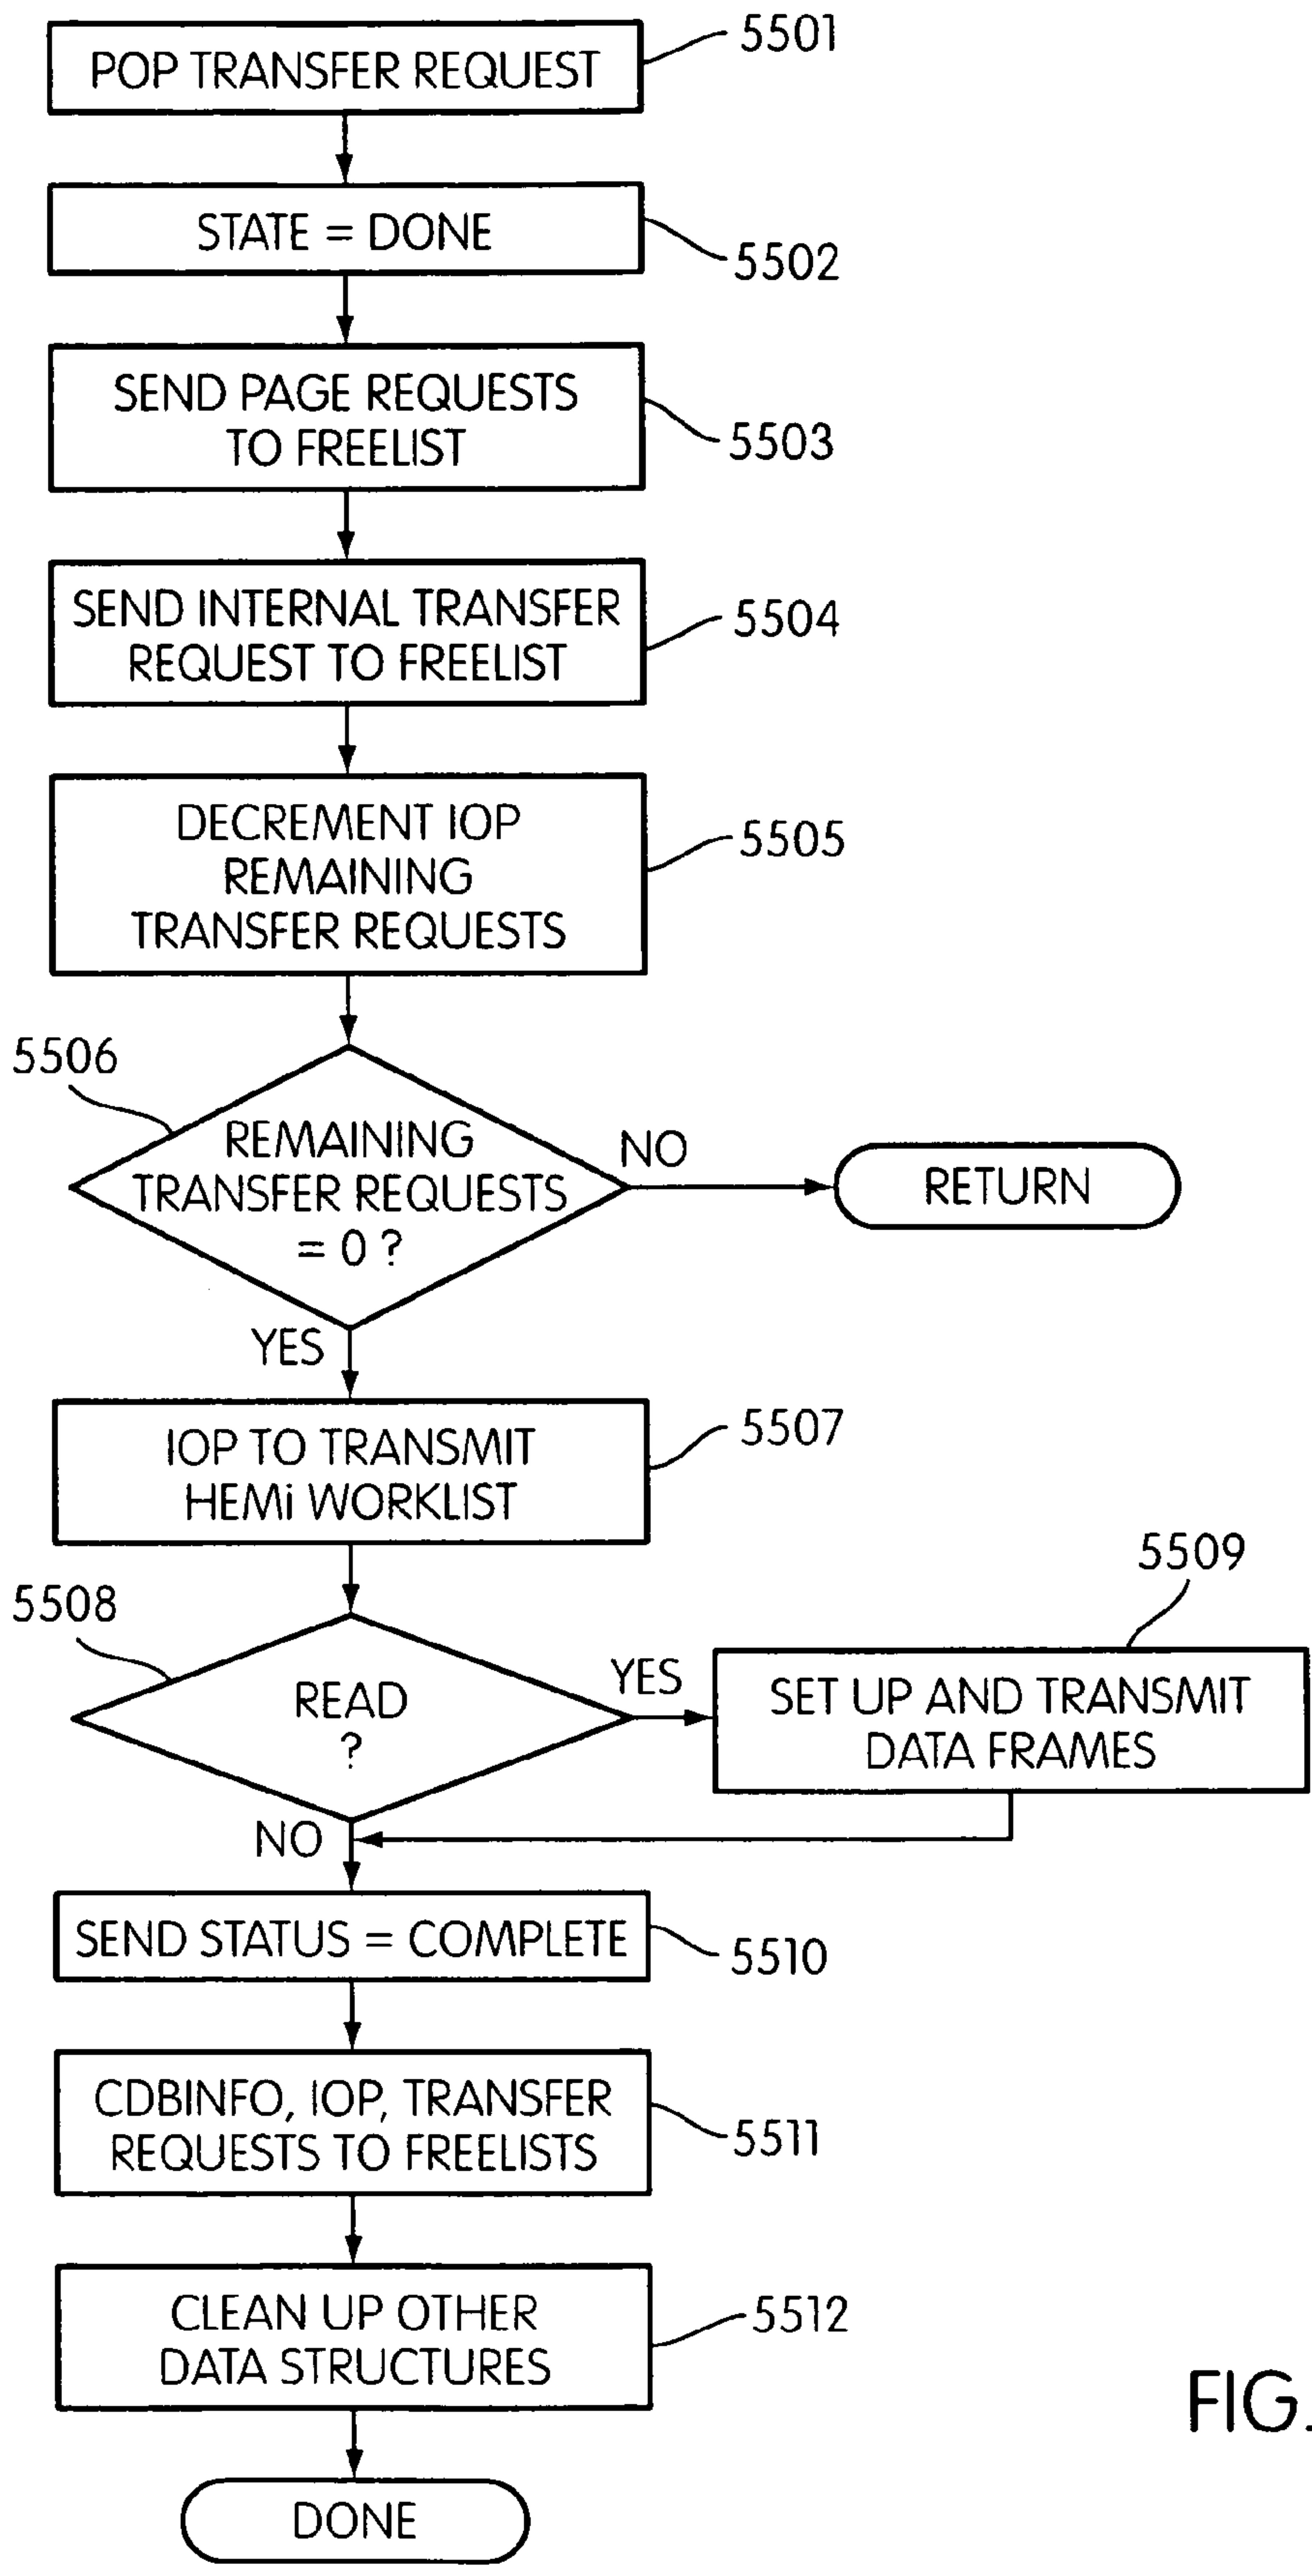 POP TRANSFER REQUEST
5501
STATE = DONE
5502
SEND PAGE REQUESTS
TO FREELIST
5503
SEND INTERNAL TRANSFER
REQUEST TO FREELIST
5504
DECREMENT IOP
REMAINING
TRANSFER REQUESTS
5505
5506
REMAINING
TRANSFER REQUESTS
= 0 ?
NO
RETURN
YES
IOP TO TRANSMIT
HEMi WORKLIST
5507
5508
READ
?
YES
5509
SET UP AND TRANSMIT
DATA FRAMES
NO
SEND STATUS = COMPLETE
5510
CDBINFO, IOP, TRANSFER
REQUESTS TO FREELISTS
5511
CLEAN UP OTHER
DATA STRUCTURES
5512
DONE
FIG.